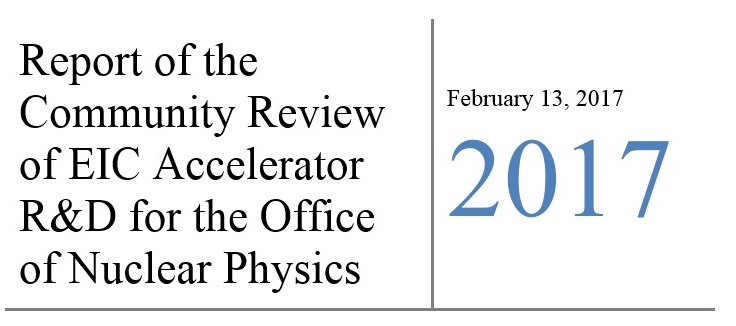 Report of the
Community Review
of EIC Accelerator
R&D for the Office
of Nuclear Physics
February 13, 2017
2017